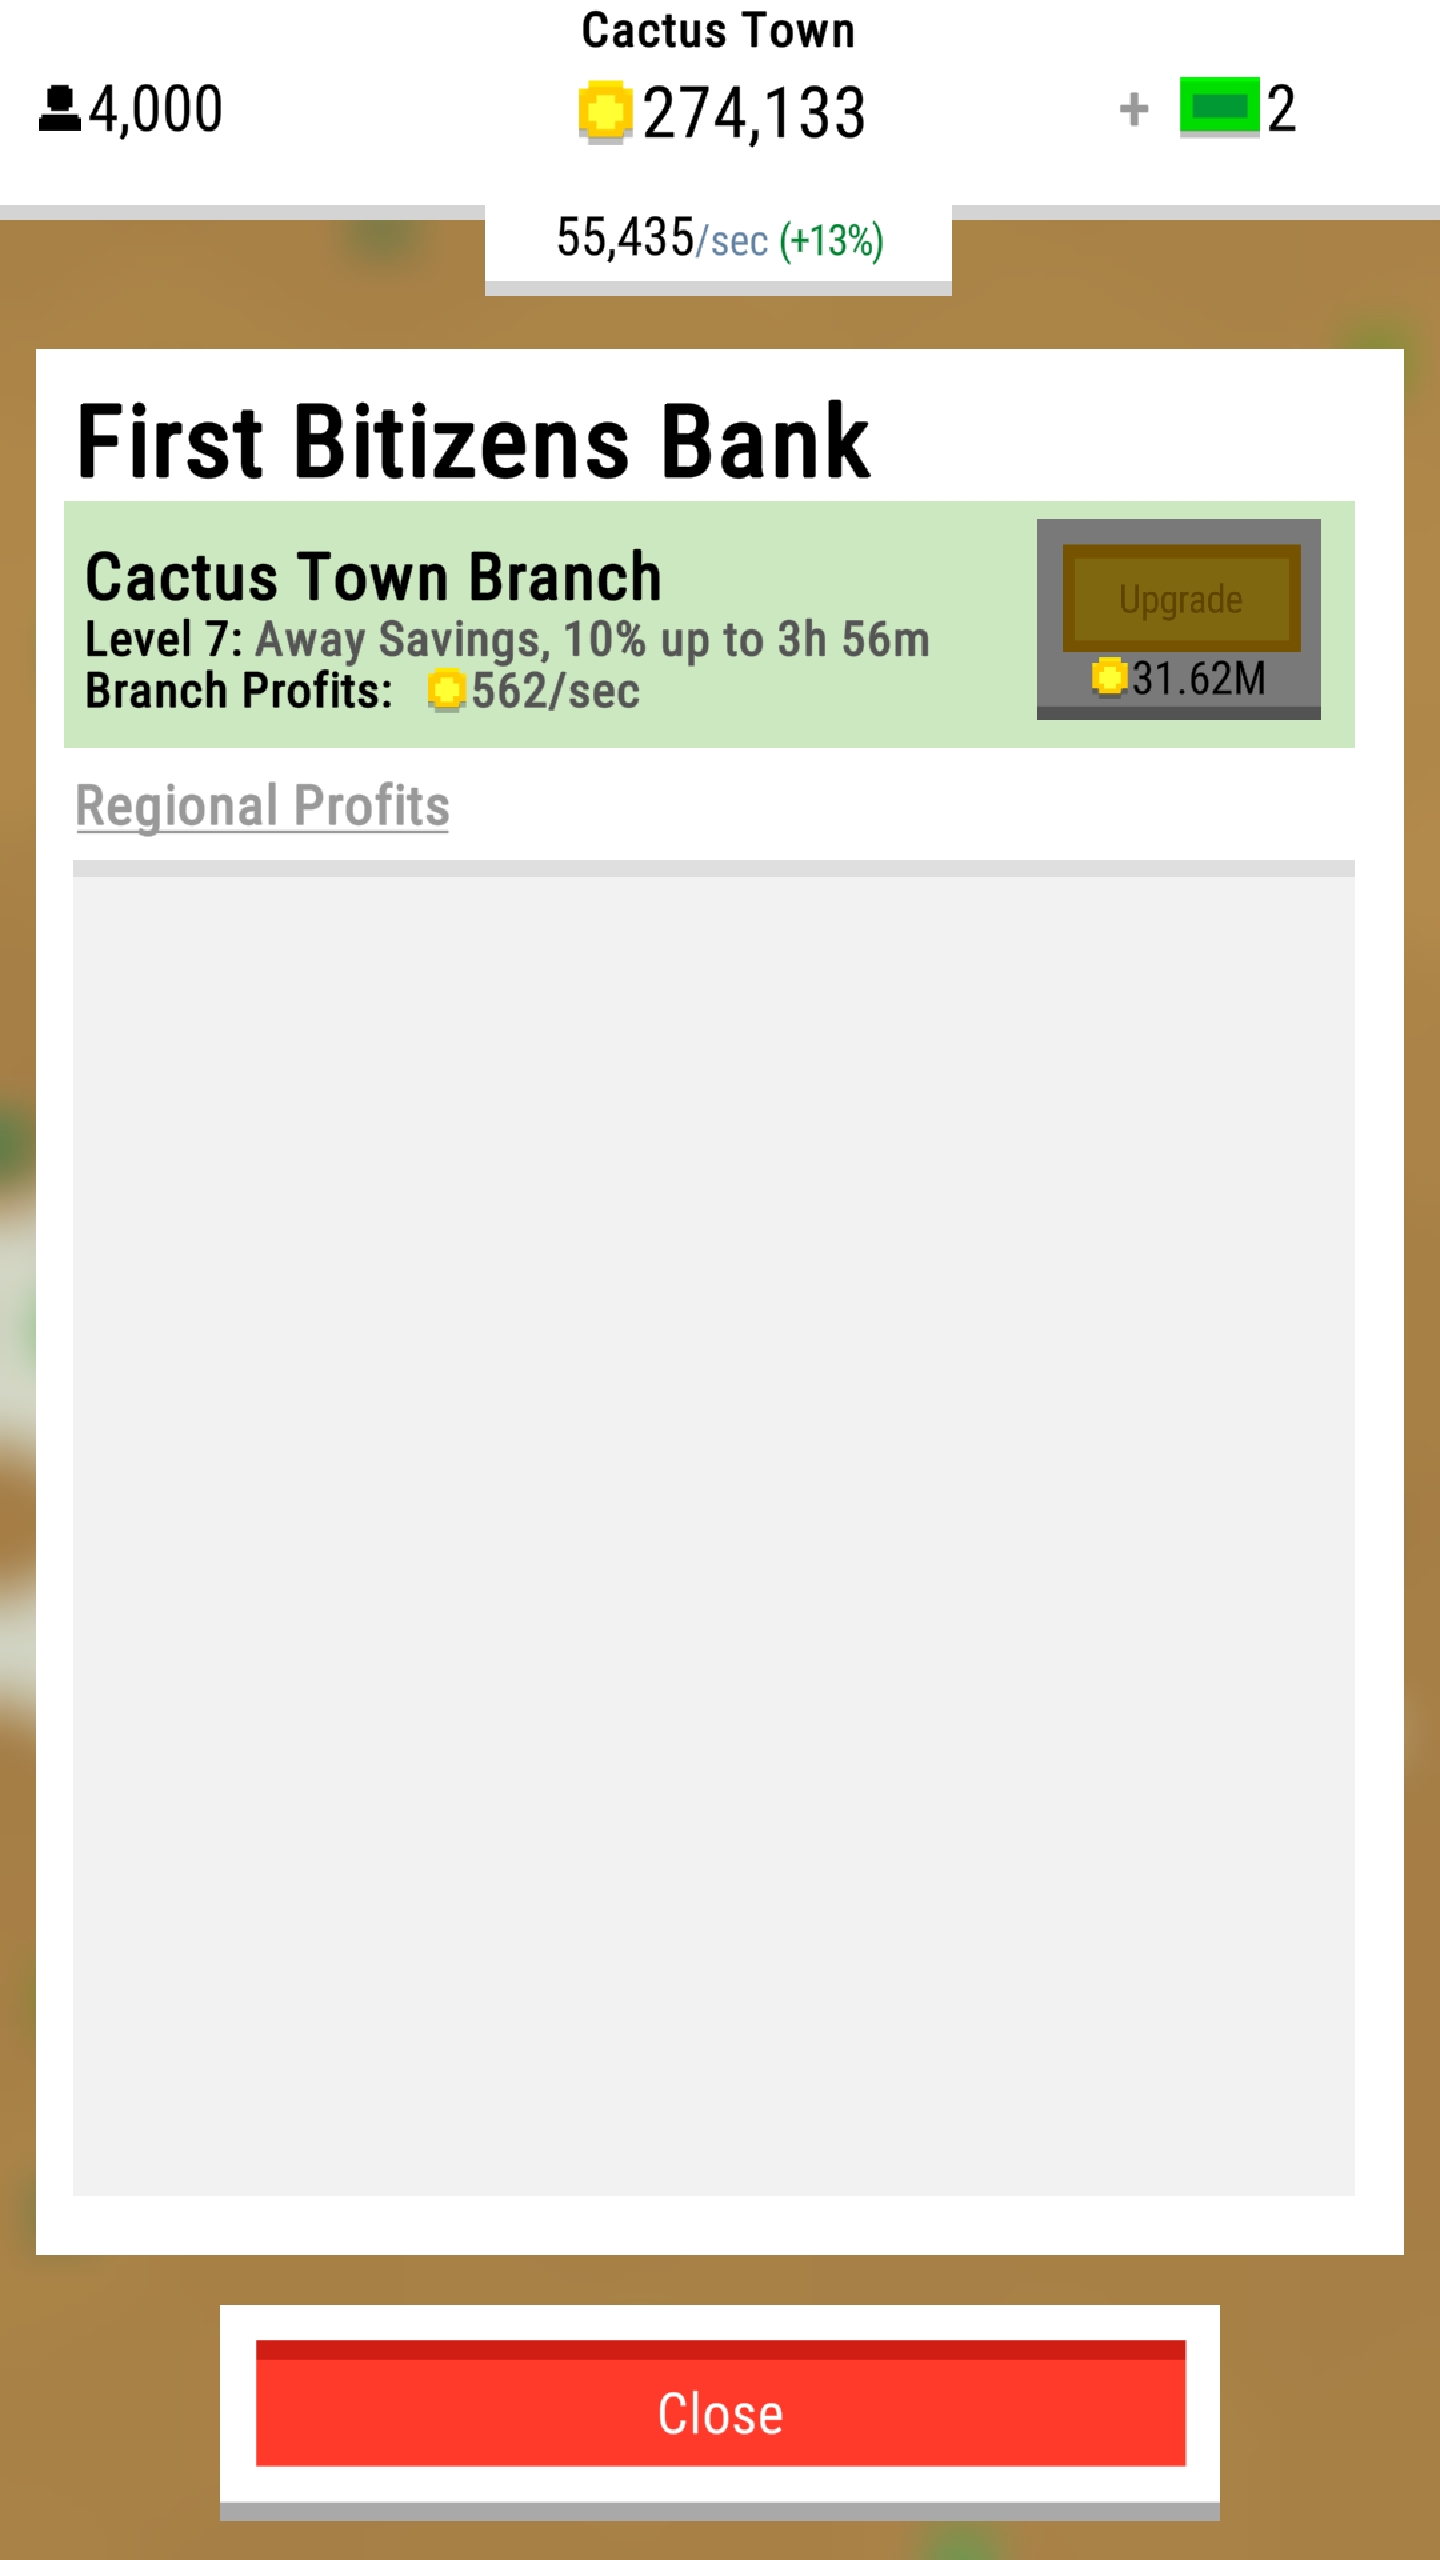 Cactus Town
4,000
274,133
+ 2
55,435/sec (+13%)
First Bitizens Bank
Cactus Town Branch
Level 7: Away Savings, 10% up to 3h 56m
Branch Profits: 562/sec
Upgrade
31.62M
Regional Profits
Close